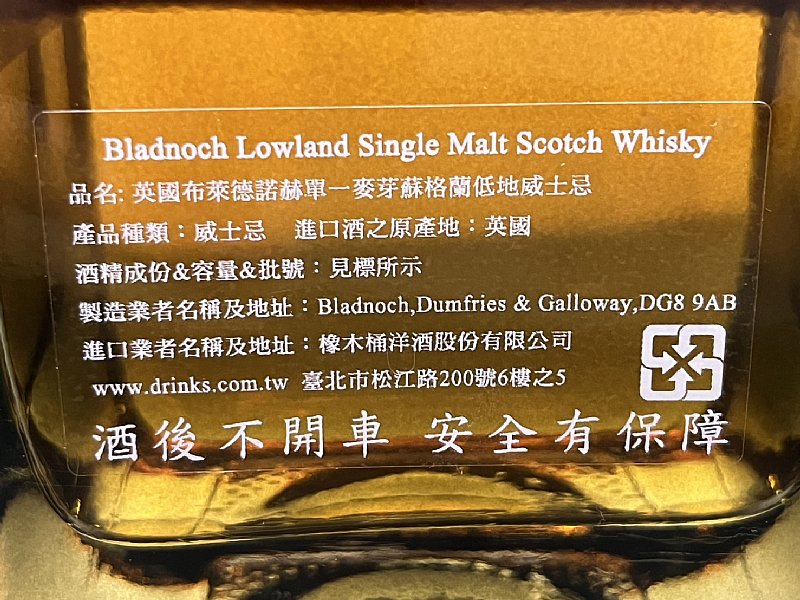 Bladnoch Lowland Single Malt Scotch Whisky
品名: 英國布萊德諾赫單一麥芽蘇格蘭低地威士忌
產品種類：威士忌　進口酒之原產地：英國
酒精成份&容量&批號：見標所示
製造業者名稱及地址：Bladnoch,Dumfries & Galloway,DG8 9AB
進口業者名稱及地址：橡木桶洋酒股份有限公司
www.drinks.com.tw 臺北市松江路200號6樓之5
酒後不開車 安全有保障